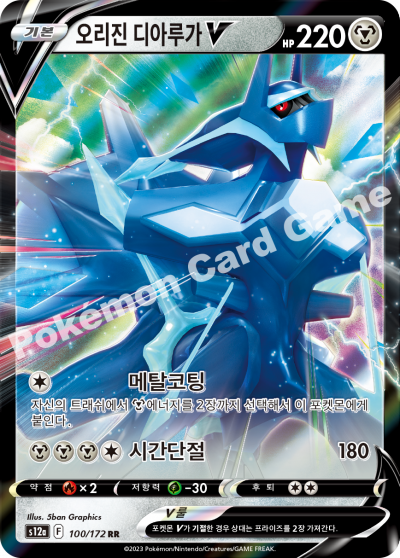 기본 오리진 디아루가 V HP 220
Pokemon Card Game
메탈코팅
자신의 트래쉬에서 에너지를 2장까지 선택해서 이 포켓몬에게
붙인다.
시간단절 180
약점 ×2 저항력 -30 후퇴
Illus. 5ban Graphics
s12a F 100/172 RR
V룰
포켓몬 V가 기절한 경우 상대는 프라이즈를 2장 가져간다.
©2023 Pokémon/Nintendo/Creatures/GAME FREAK.